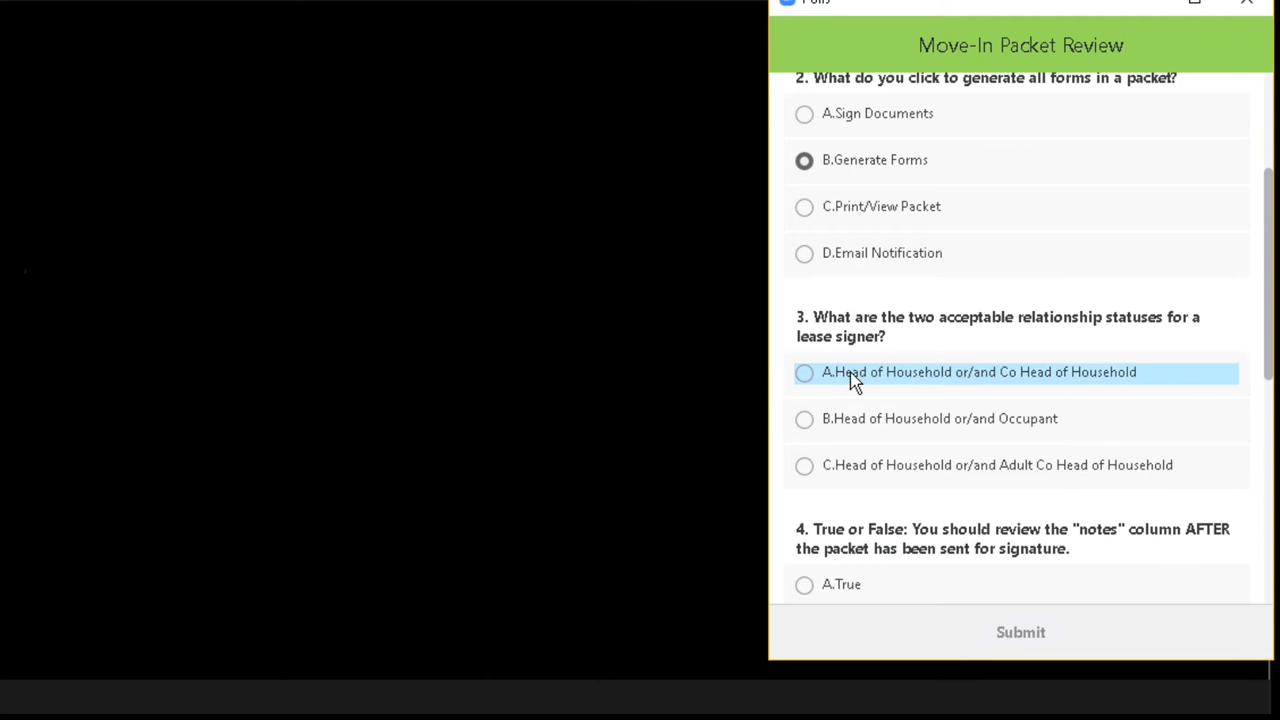 Polls
Move-In Packet Review
2. What do you click to generate all forms in a packet?
A.Sign Documents
B.Generate Forms
C.Print/View Packet
D.Email Notification
3. What are the two acceptable relationship statuses for a
lease signer?
A.Head of Household or/and Co Head of Household
B.Head of Household or/and Occupant
C.Head of Household or/and Adult Co Head of Household
4. True or False: You should review the "notes" column AFTER
the packet has been sent for signature.
A.True
Submit